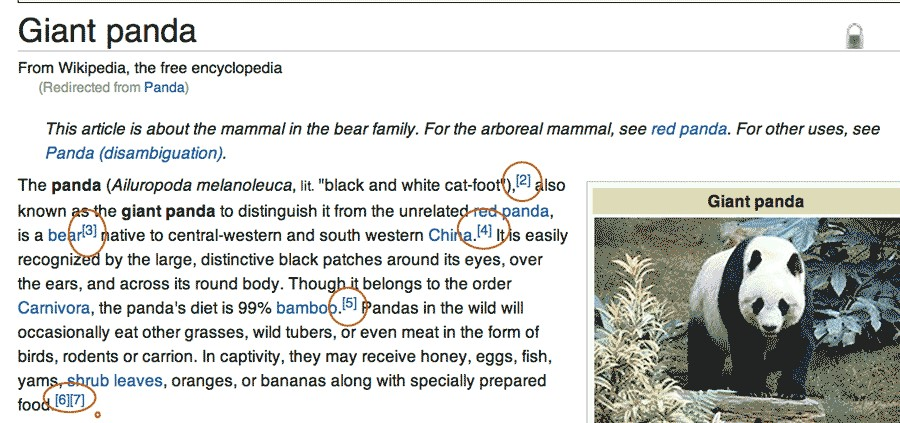 Giant panda
From Wikipedia, the free encyclopedia
(Redirected from Panda)
This article is about the mammal in the bear family. For the arboreal mammal, see red panda. For other uses, see
Panda (disambiguation).
The panda (Ailuropoda melanoleuca, lit. "black and white cat-foot"),[2] also
known as the giant panda to distinguish it from the unrelated red panda,
is a bear[3] native to central-western and south western China.[4] It is easily
recognized by the large, distinctive black patches around its eyes, over
the ears, and across its round body. Though it belongs to the order
Carnivora, the panda's diet is 99% bamboo.[5] Pandas in the wild will
occasionally eat other grasses, wild tubers, or even meat in the form of
birds, rodents or carrion. In captivity, they may receive honey, eggs, fish,
yams, shrub leaves, oranges, or bananas along with specially prepared
food.[6][7]
Giant panda